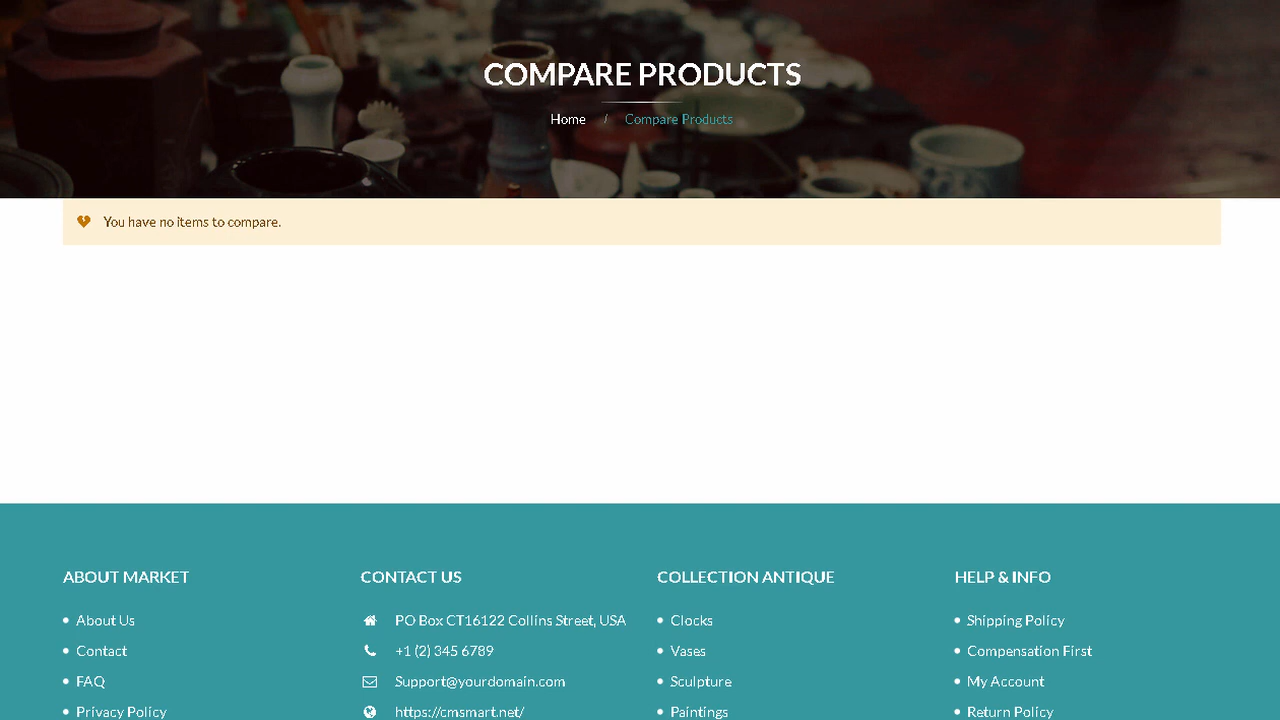 COMPARE PRODUCTS
Home / Compare Products
You have no items to compare.
ABOUT MARKET
About Us
Contact
FAQ
Privacy Policy
CONTACT US
PO Box CT16122 Collins Street, USA
+1 (2) 345 6789
Support@yourdomain.com
https://cmsmart.net/
COLLECTION ANTIQUE
Clocks
Vases
Sculpture
Paintings
HELP & INFO
Shipping Policy
Compensation First
My Account
Return Policy